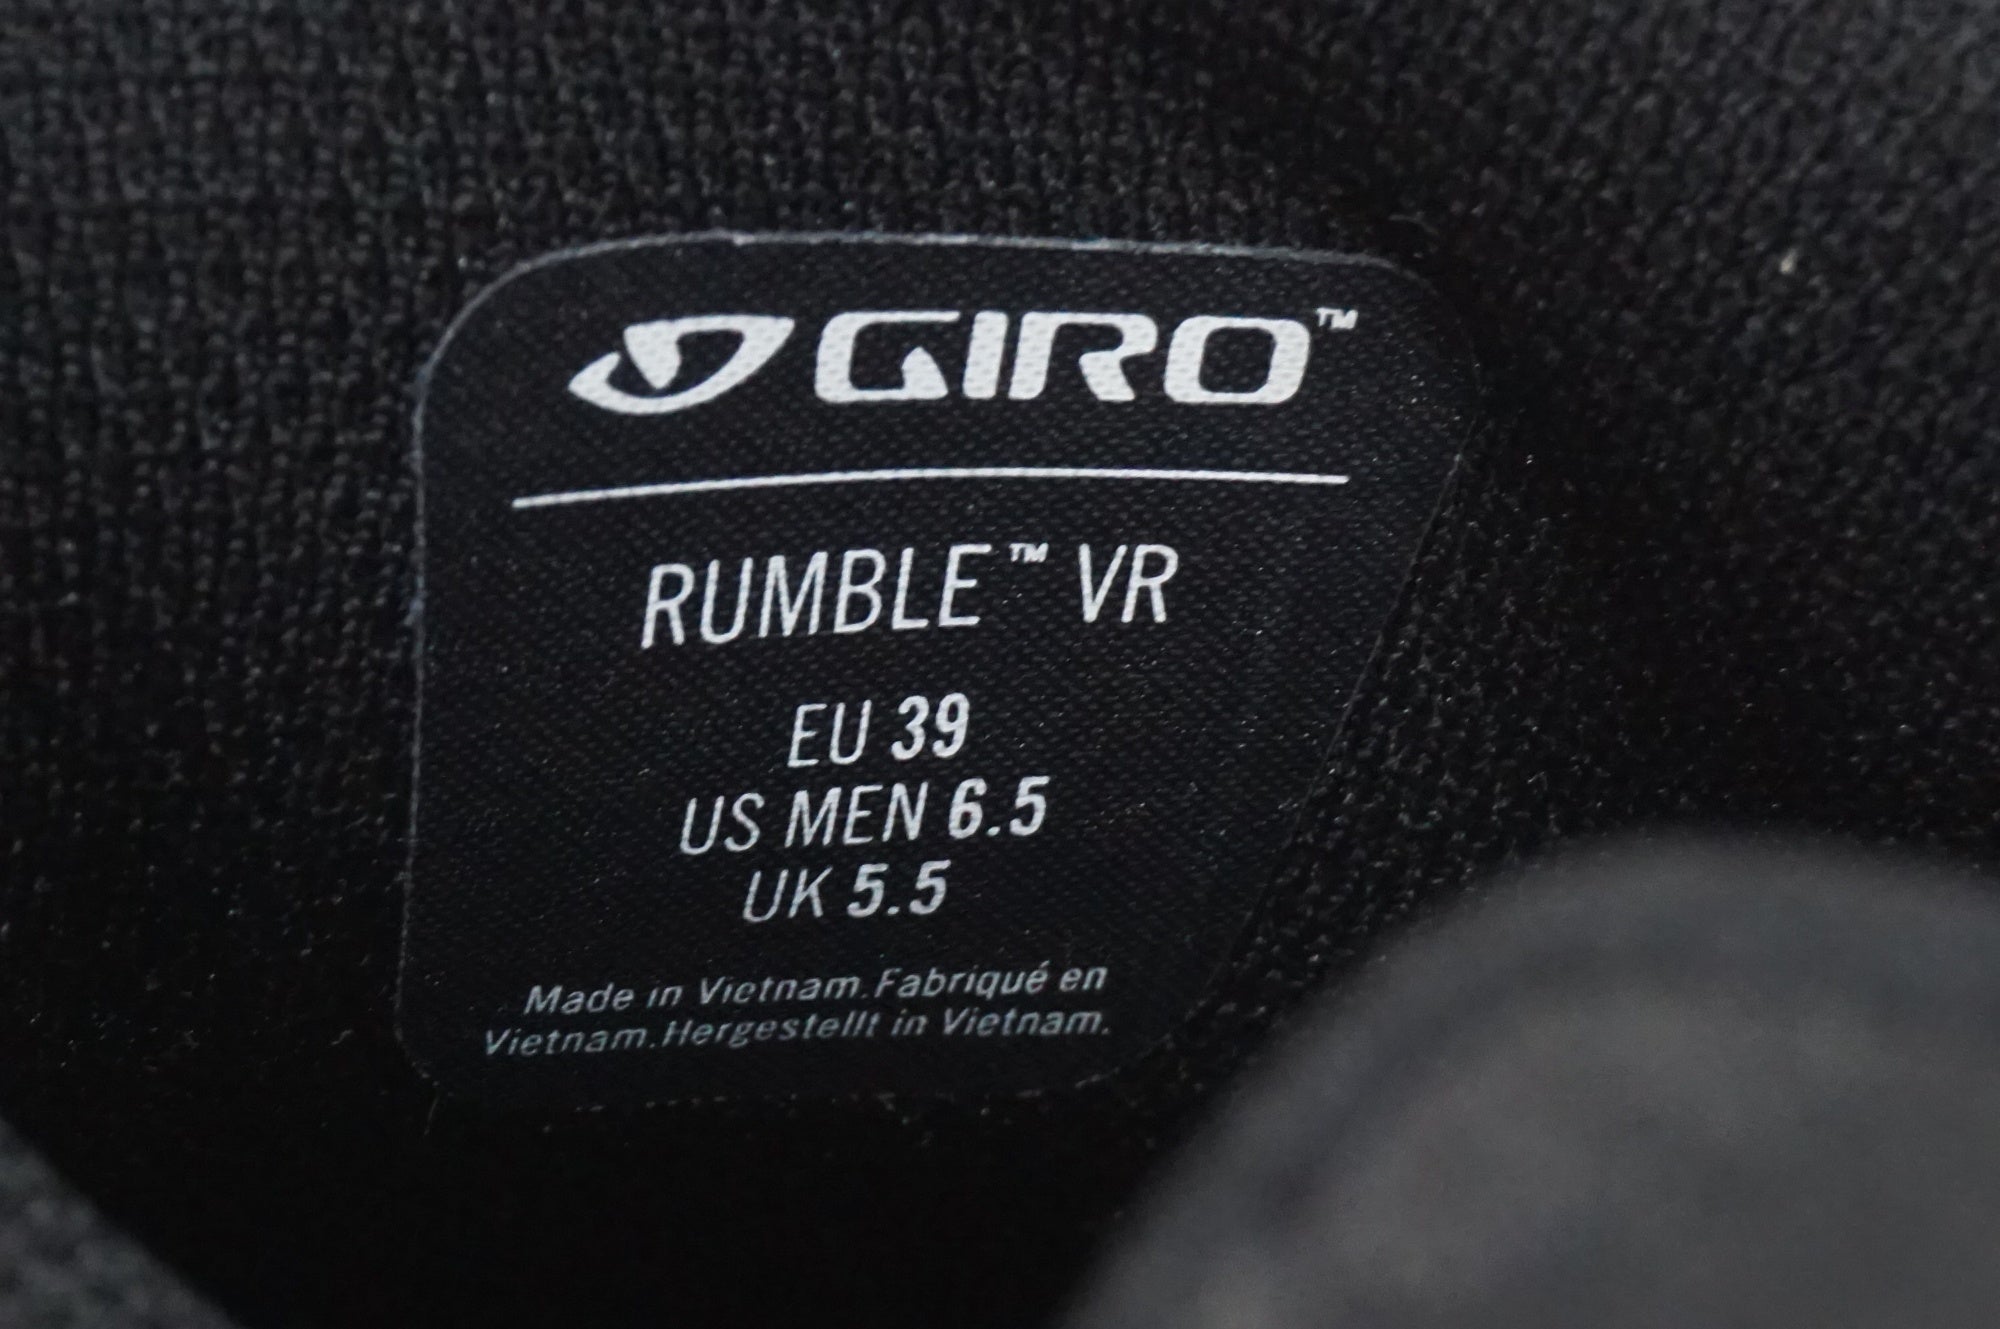 GIRO™
RUMBLE™ VR
EU 39
US MEN 6.5
UK 5.5
Made in Vietnam.Fabriqué en
Vietnam.Hergestellt in Vietnam.